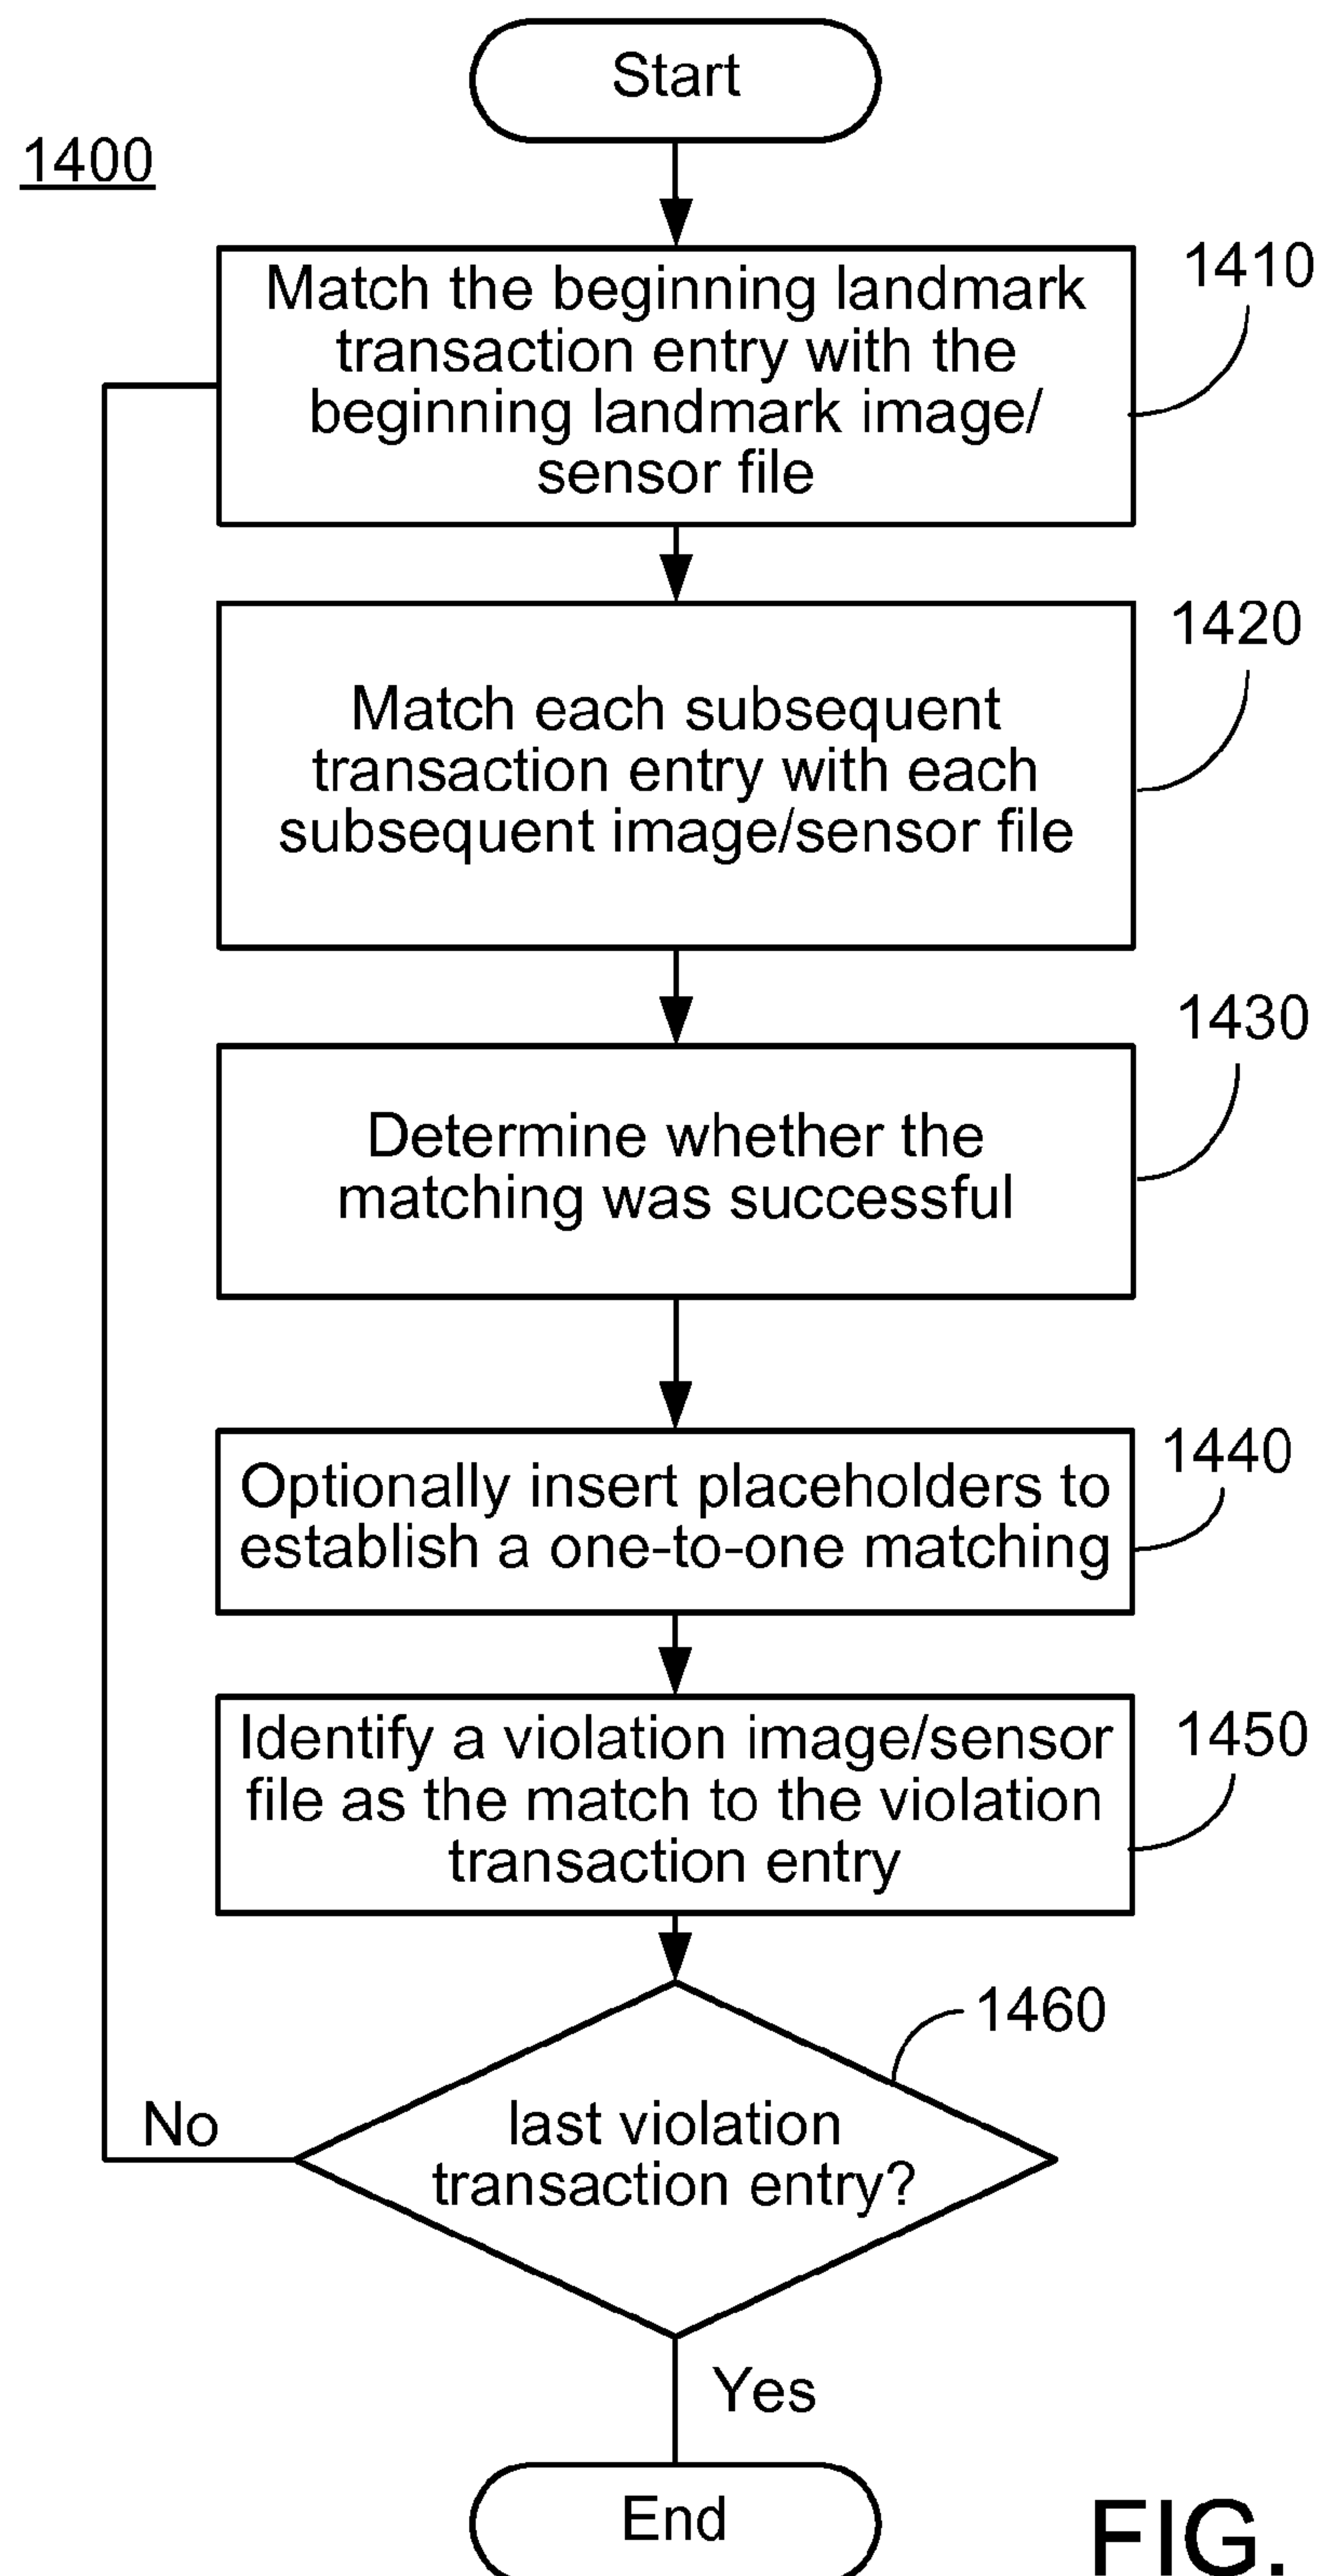 Start
1400
1410
Match the beginning landmark
transaction entry with the
beginning landmark image/
sensor file
1420
Match each subsequent
transaction entry with each
subsequent image/sensor file
1430
Determine whether the
matching was successful
1440
Optionally insert placeholders to
establish a one-to-one matching
1450
Identify a violation image/sensor
file as the match to the violation
transaction entry
1460
last violation
transaction entry?
No
Yes
End
FIG.